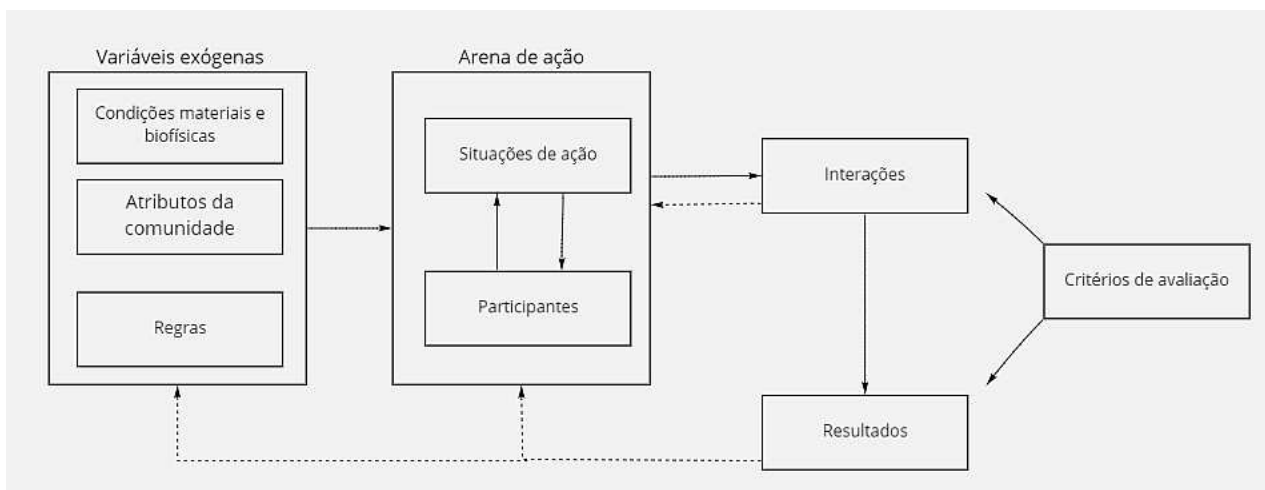 Variáveis exógenas
Condições materiais e
biofísicas
Atributos da
comunidade
Regras
Arena de ação
Situações de ação
Participantes
Interações
Resultados
Critérios de avaliação